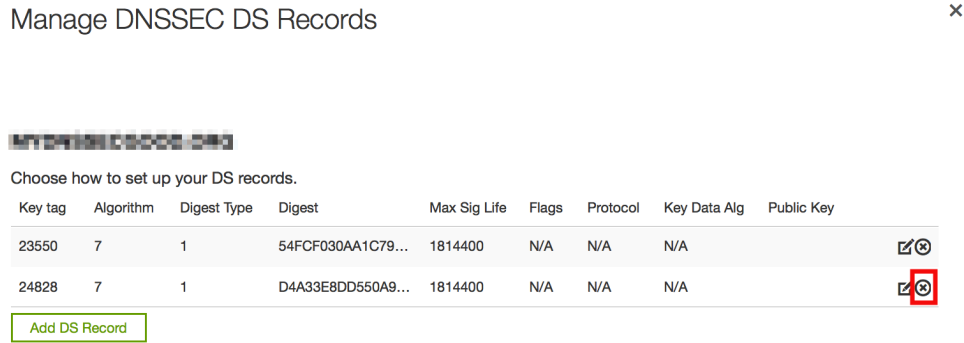 Manage DNSSEC DS Records
Choose how to set up your DS records.
Key tag Algorithm Digest Type Digest Max Sig Life Flags Protocol Key Data Alg Public Key
23550 7 1 54FCF030AA1C79... 1814400 N/A N/A N/A
24828 7 1 D4A33E8DD550A9... 1814400 N/A N/A N/A
Add DS Record